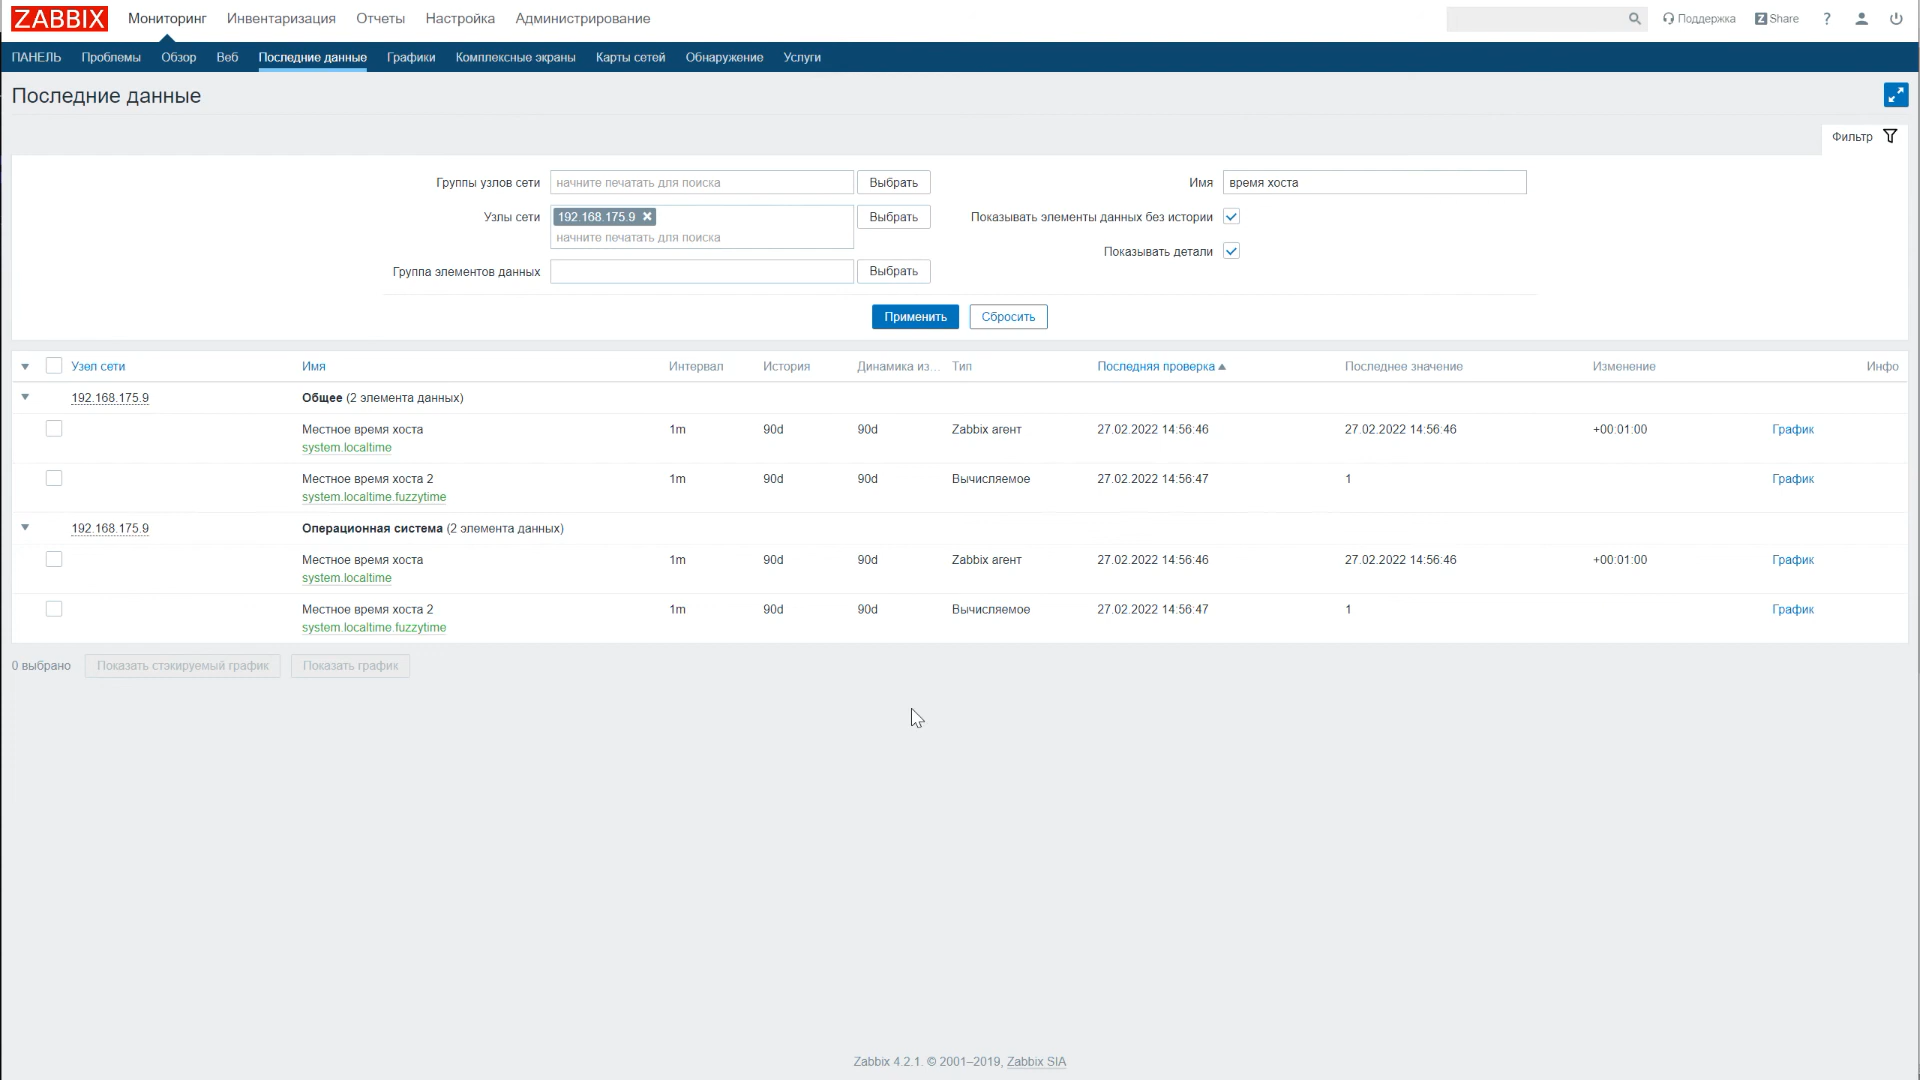 ZABBIX Мониторинг Инвентаризация Отчеты Настройка Администрирование Поддержка Z Share ?
ПАНЕЛЬ Проблемы Обзор Веб Последние данные Графики Комплексные экраны Карты сетей Обнаружение Услуги
Последние данные
Фильтр
Группы узлов сети начните печатать для поиска Выбрать Имя время хоста
Узлы сети 192.168.175.9 Выбрать Показывать элементы данных без истории
начните печатать для поиска
Показывать детали
Группа элементов данных Выбрать
Применить Сбросить
Узел сети Имя Интервал История Динамика из... Тип Последняя проверка Последнее значение Изменение Инфо
192.168.175.9 Общее (2 элемента данных)
Местное время хоста 1m 90d 90d Zabbix агент 27.02.2022 14:56:46 27.02.2022 14:56:46 +00:01:00 График
system.localtime
Местное время хоста 2 1m 90d 90d Вычисляемое 27.02.2022 14:56:47 1 График
system.localtime.fuzzytime
192.168.175.9 Операционная система (2 элемента данных)
Местное время хоста 1m 90d 90d Zabbix агент 27.02.2022 14:56:46 27.02.2022 14:56:46 +00:01:00 График
system.localtime
Местное время хоста 2 1m 90d 90d Вычисляемое 27.02.2022 14:56:47 1 График
system.localtime.fuzzytime
0 выбрано Показать стэкируемый график Показать график
Zabbix 4.2.1. © 2001–2019, Zabbix SIA